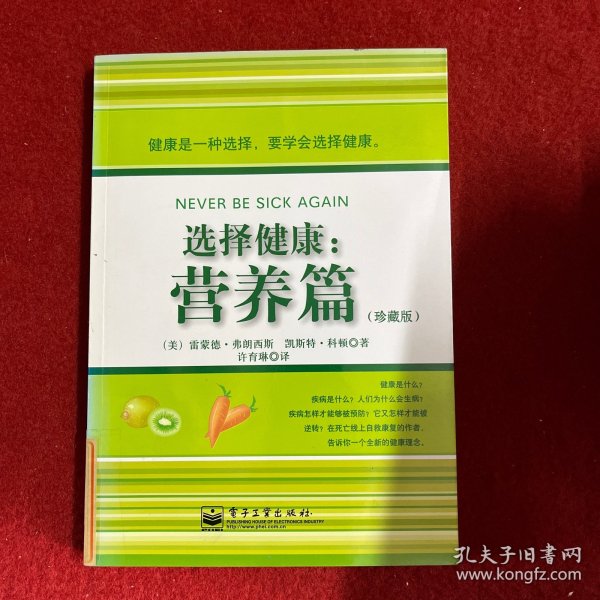 健康是一种选择，要学会选择健康。
NEVER BE SICK AGAIN
选择健康：
营养篇（珍藏版）
（美）雷蒙德·弗朗西斯 凯斯特·科顿◎著
许育琳◎译
健康是什么？
疾病是什么？人们为什么会生病？
疾病怎样才能够被预防？它又怎样才能被
逆转？在死亡线上自救康复的作者，
告诉你一个全新的健康理念。
電子工業出版社
PUBLISHING HOUSE OF ELECTRONICS INDUSTRY
http://www.phei.com.cn
孔夫子旧书网
www.kongfz.com